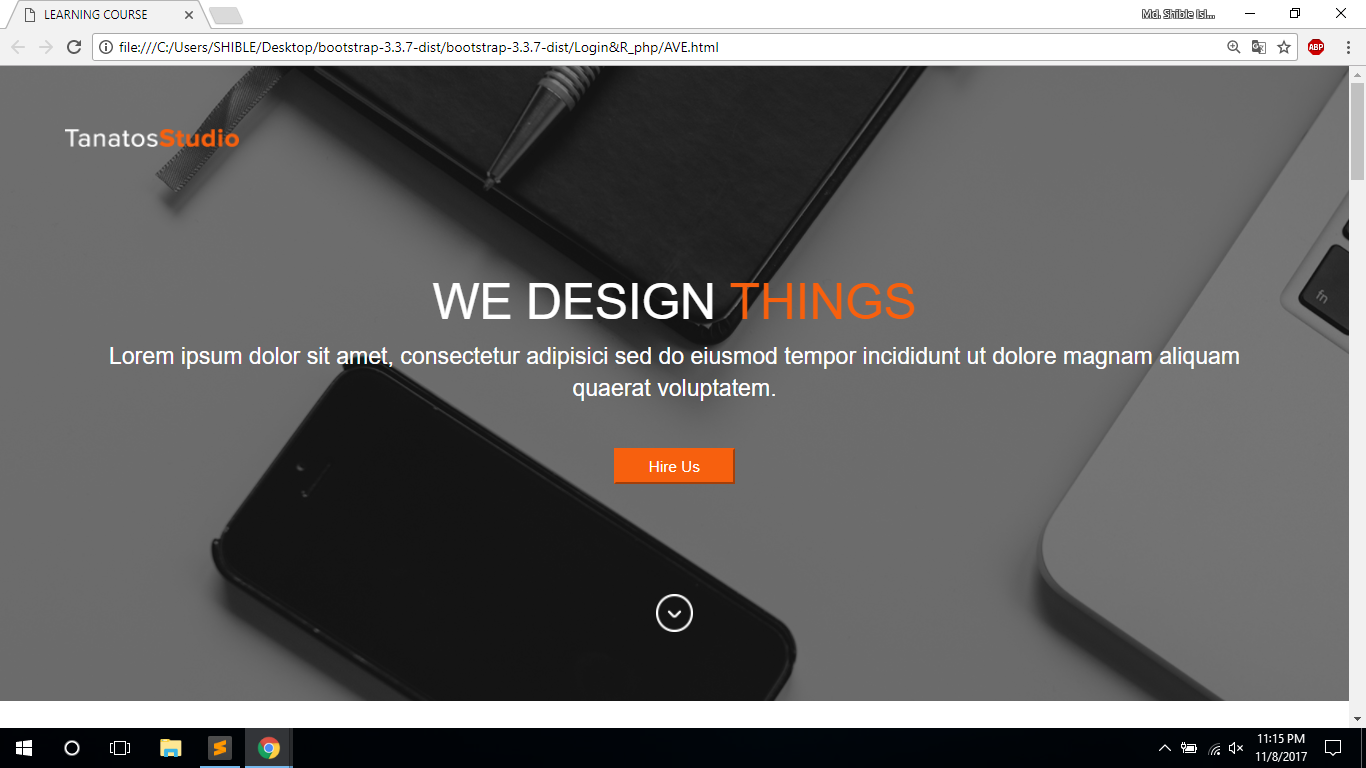 LEARNING COURSE
Md. Shible Isl...
file:///C:/Users/SHIBLE/Desktop/bootstrap-3.3.7-dist/bootstrap-3.3.7-dist/Login&R_php/AVE.html
ABP
TanatosStudio
fn
WE DESIGN THINGS
Lorem ipsum dolor sit amet, consectetur adipisici sed do eiusmod tempor incididunt ut dolore magnam aliquam
quaerat voluptatem.
Hire Us
11:15 PM
11/8/2017